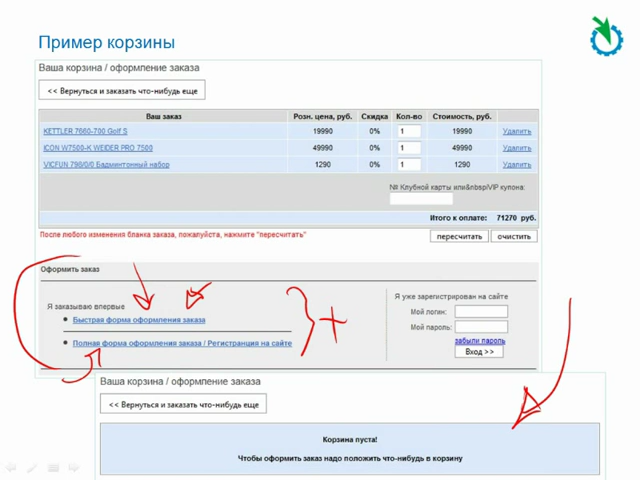 Пример корзины
Ваша корзина / оформление заказа
<< Вернуться и заказать что-нибудь еще
Ваш заказ Розн. цена, руб. Скидка Кол-во Стоимость, руб.
KETTLER 7660-700 Golf S 19990 0% 1 19990 Удалить
ICON W7500-K WEIDER PRO 7500 49990 0% 1 49990 Удалить
VICFUN 790/0/0 Бадминтонный набор 1290 0% 1 1290 Удалить
N# Клубной карты или&nbspVIP купона:
Итого к оплате: 71270 руб.
После любого изменения бланка заказа, пожалуйста, нажмите "пересчитать"
пересчитать очистить
Оформить заказ
Я заказываю впервые
Быстрая форма оформления заказа
Полная форма оформления заказа / Регистрация на сайте
Я уже зарегистрирован на сайте
Мой логин:
Мой пароль:
забыли пароль
Вход >>
Ваша корзина / оформление заказа
<< Вернуться и заказать что-нибудь еще
Корзина пуста!
Чтобы оформить заказ надо положить что-нибудь в корзину